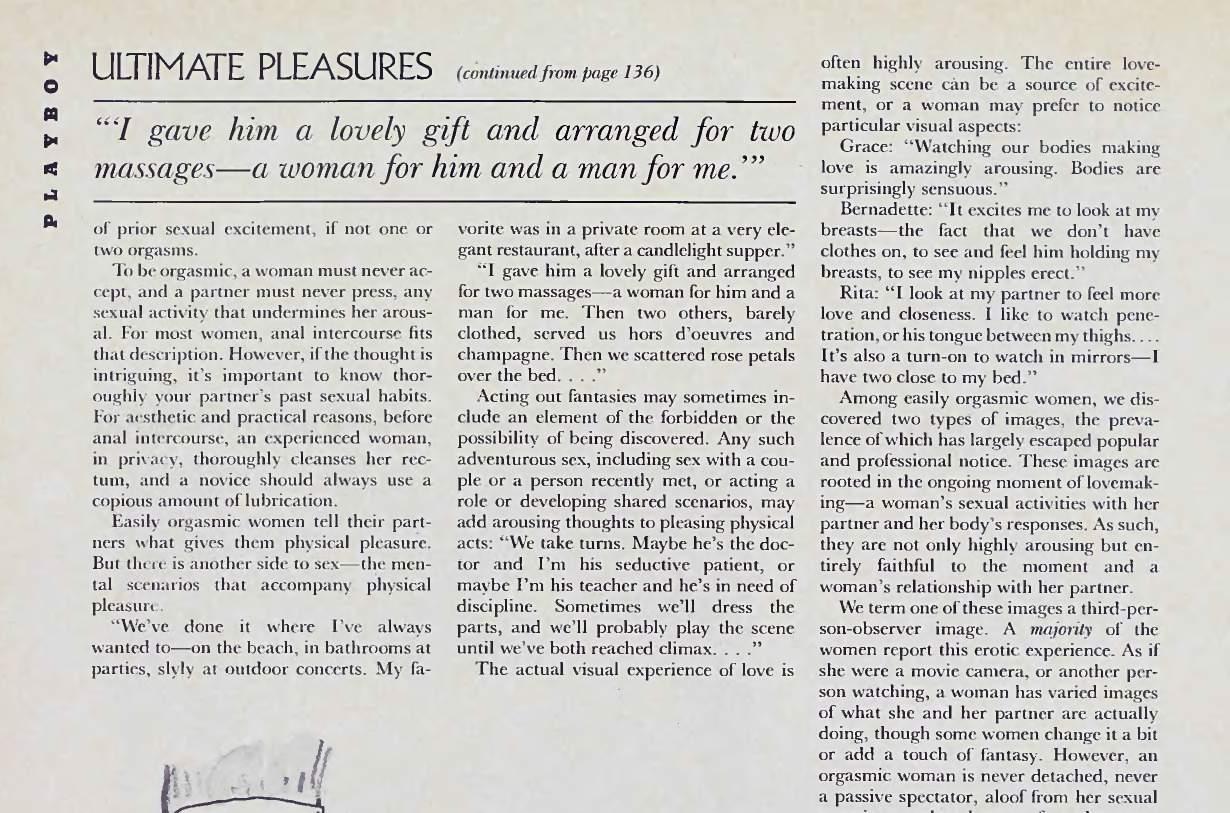 PLAYBOY
ULTIMATE PLEASURES (continued from page 136)
“‘I gave him a lovely gift and arranged for two
massages—a woman for him and a man for me.’”
of prior sexual excitement, if not one or
two orgasms.
To be orgasmic, a woman must never ac-
cept, and a partner must never press, any
sexual activity that undermines her arous-
al. For most women, anal intercourse fits
that description. However, if the thought is
intriguing, it's important to know thor-
oughly your partner's past sexual habits.
For aesthetic and practical reasons, before
anal intercourse, an experienced woman,
in privacy, thoroughly cleanses her rec-
tum, and a novice should always use a
copious amount of lubrication.
Easily orgasmic women tell their part-
ners what gives them physical pleasure.
But there is another side to sex—the men-
tal scenarios that accompany physical
pleasure.
“We've done it where I've always
wanted to—on the beach, in bathrooms at
parties, slyly at outdoor concerts. My fa-
vorite was in a private room at a very ele-
gant restaurant, after a candlelight supper.”
“I gave him a lovely gift and arranged
for two massages—a woman for him and a
man for me. Then two others, barely
clothed, served us hors d'oeuvres and
champagne. Then we scattered rose petals
over the bed. . . .”
Acting out fantasies may sometimes in-
clude an element of the forbidden or the
possibility of being discovered. Any such
adventurous sex, including sex with a cou-
ple or a person recently met, or acting a
role or developing shared scenarios, may
add arousing thoughts to pleasing physical
acts: “We take turns. Maybe he's the doc-
tor and I'm his seductive patient, or
maybe I'm his teacher and he's in need of
discipline. Sometimes we'll dress the
parts, and we'll probably play the scene
until we've both reached climax. . . .”
The actual visual experience of love is
often highly arousing. The entire love-
making scene can be a source of excite-
ment, or a woman may prefer to notice
particular visual aspects:
Grace: “Watching our bodies making
love is amazingly arousing. Bodies are
surprisingly sensuous.”
Bernadette: “It excites me to look at my
breasts—the fact that we don't have
clothes on, to see and feel him holding my
breasts, to see my nipples erect.”
Rita: “I look at my partner to feel more
love and closeness. I like to watch pene-
tration, or his tongue between my thighs. . . .
It's also a turn-on to watch in mirrors—I
have two close to my bed.”
Among easily orgasmic women, we dis-
covered two types of images, the preva-
lence of which has largely escaped popular
and professional notice. These images are
rooted in the ongoing moment of lovemak-
ing—a woman's sexual activities with her
partner and her body's responses. As such,
they are not only highly arousing but en-
tirely faithful to the moment and a
woman's relationship with her partner.
We term one of these images a third-per-
son-observer image. A majority of the
women report this erotic experience. As if
she were a movie camera, or another per-
son watching, a woman has varied images
of what she and her partner are actually
doing, though some women change it a bit
or add a touch of fantasy. However, an
orgasmic woman is never detached, never
a passive spectator, aloof from her sexual